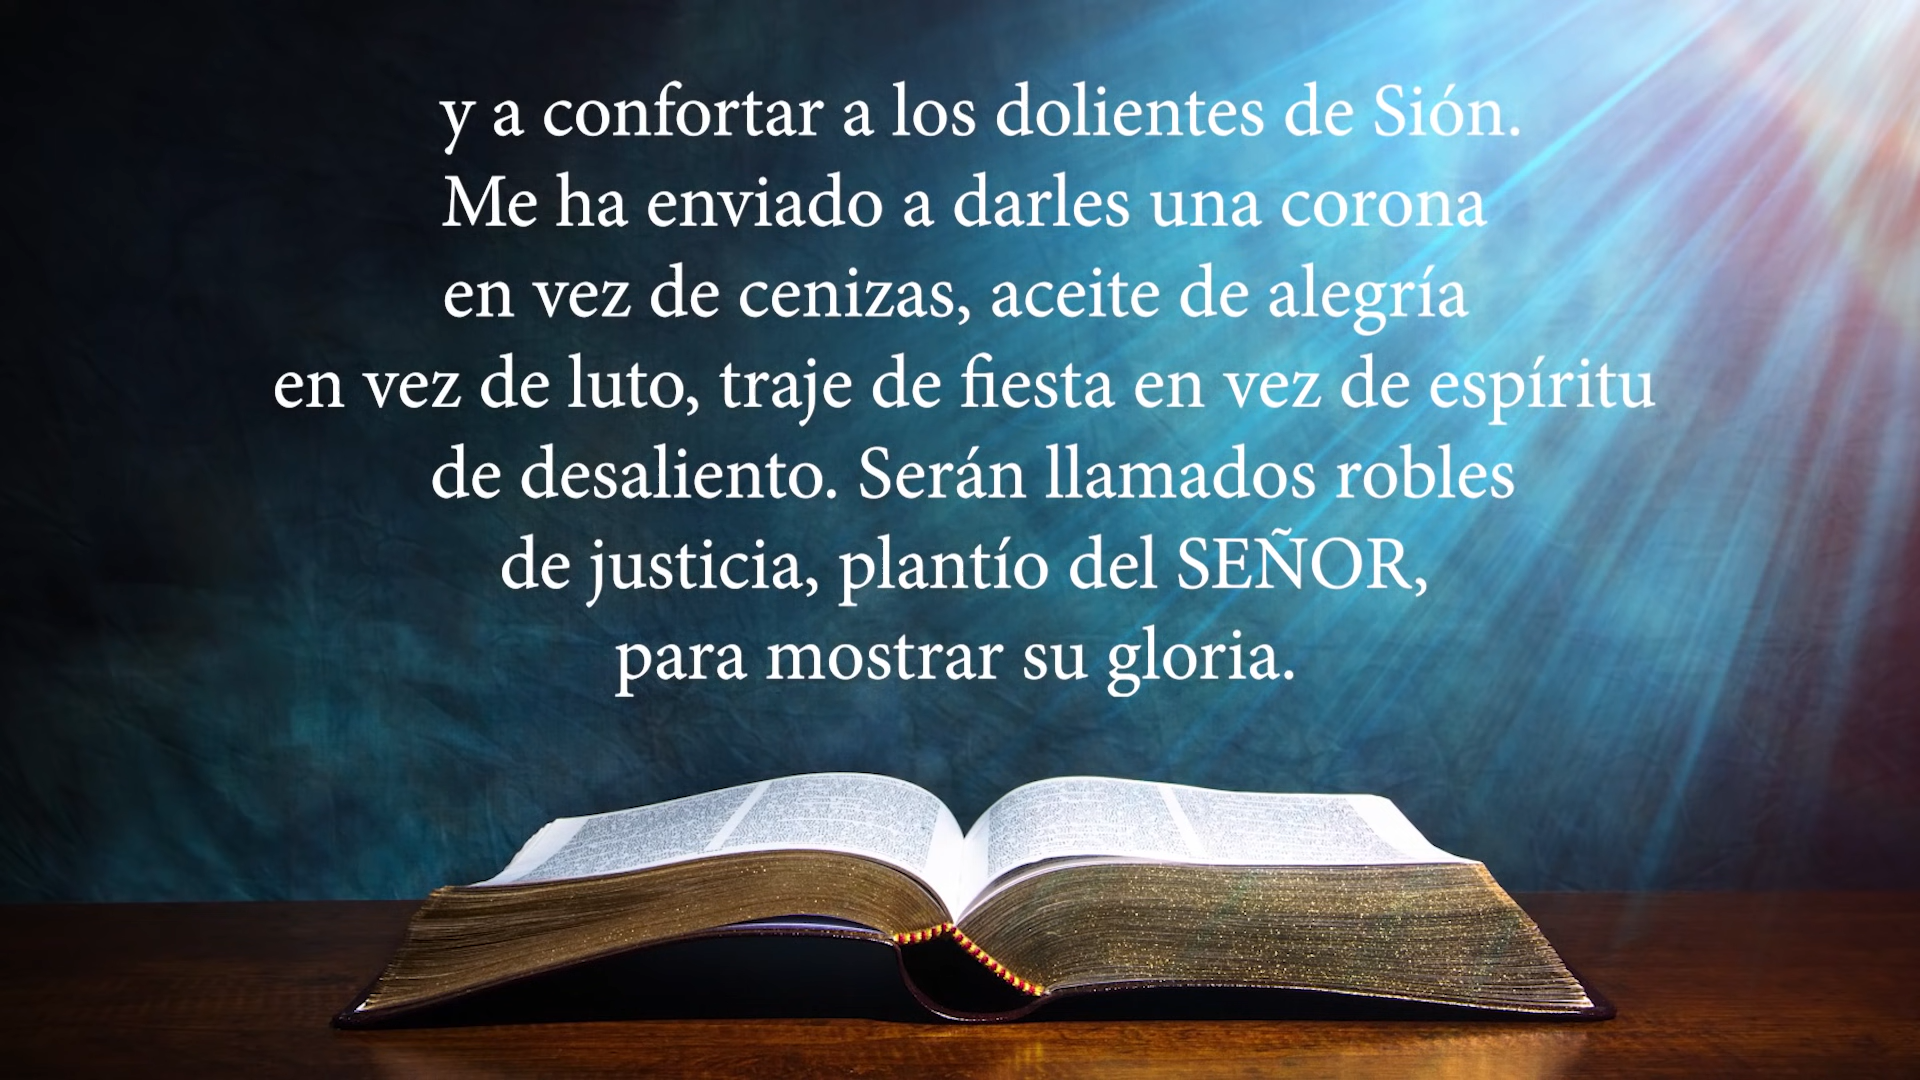 y a confortar a los dolientes de Sión.
Me ha enviado a darles una corona
en vez de cenizas, aceite de alegría
en vez de luto, traje de fiesta en vez de espíritu
de desaliento. Serán llamados robles
de justicia, plantío del SEÑOR,
para mostrar su gloria.